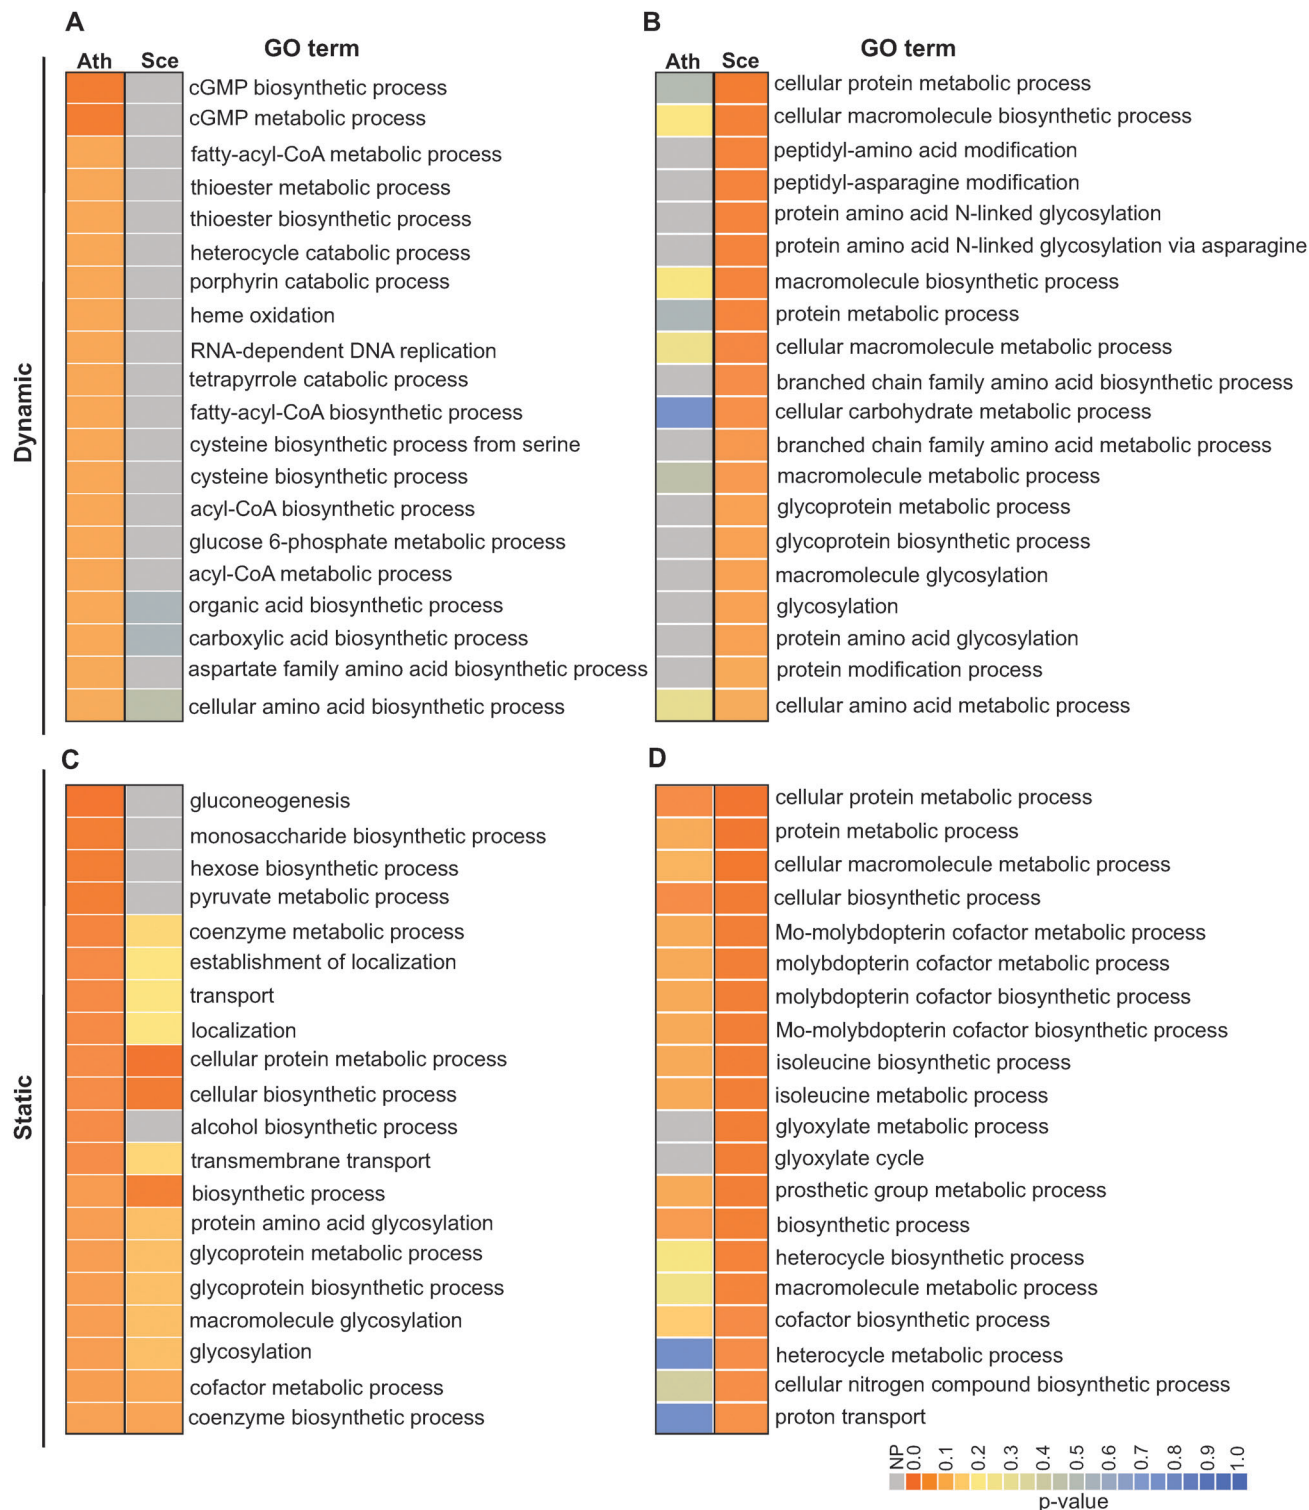 A
GO term
Ath Sce
cGMP biosynthetic process
cGMP metabolic process
fatty-acyl-CoA metabolic process
thioester metabolic process
thioester biosynthetic process
heterocycle catabolic process
porphyrin catabolic process
heme oxidation
RNA-dependent DNA replication
tetrapyrrole catabolic process
fatty-acyl-CoA biosynthetic process
cysteine biosynthetic process from serine
cysteine biosynthetic process
acyl-CoA biosynthetic process
glucose 6-phosphate metabolic process
acyl-CoA metabolic process
organic acid biosynthetic process
carboxylic acid biosynthetic process
aspartate family amino acid biosynthetic process
cellular amino acid biosynthetic process
B
GO term
Ath Sce
cellular protein metabolic process
cellular macromolecule biosynthetic process
peptidyl-amino acid modification
peptidyl-asparagine modification
protein amino acid N-linked glycosylation
protein amino acid N-linked glycosylation via asparagine
macromolecule biosynthetic process
protein metabolic process
cellular macromolecule metabolic process
branched chain family amino acid biosynthetic process
cellular carbohydrate metabolic process
branched chain family amino acid metabolic process
macromolecule metabolic process
glycoprotein metabolic process
glycoprotein biosynthetic process
macromolecule glycosylation
glycosylation
protein amino acid glycosylation
protein modification process
cellular amino acid metabolic process
Dynamic
C
gluconeogenesis
monosaccharide biosynthetic process
hexose biosynthetic process
pyruvate metabolic process
coenzyme metabolic process
establishment of localization
transport
localization
cellular protein metabolic process
cellular biosynthetic process
alcohol biosynthetic process
transmembrane transport
biosynthetic process
protein amino acid glycosylation
glycoprotein metabolic process
glycoprotein biosynthetic process
macromolecule glycosylation
glycosylation
cofactor metabolic process
coenzyme biosynthetic process
D
cellular protein metabolic process
protein metabolic process
cellular macromolecule metabolic process
cellular biosynthetic process
Mo-molybdopterin cofactor metabolic process
molybdopterin cofactor metabolic process
molybdopterin cofactor biosynthetic process
Mo-molybdopterin cofactor biosynthetic process
isoleucine biosynthetic process
isoleucine metabolic process
glyoxylate metabolic process
glyoxylate cycle
prosthetic group metabolic process
biosynthetic process
heterocycle biosynthetic process
macromolecule metabolic process
cofactor biosynthetic process
heterocycle metabolic process
cellular nitrogen compound biosynthetic process
proton transport
Static
NP 0.0 0.1 0.2 0.3 0.4 0.5 0.6 0.7 0.8 0.9 1.0
p-value